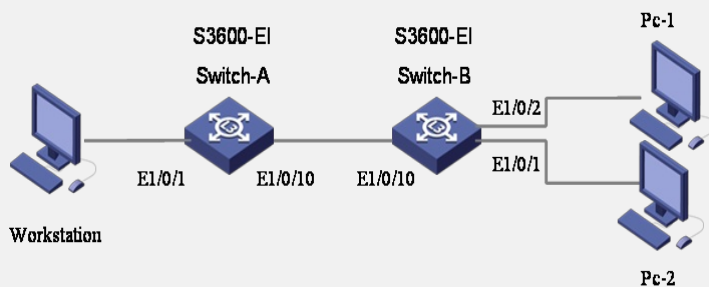 S3600-EI
S3600-EI
Pc-1
Switch-A
Switch-B
E1/0/2
E1/0/1
E1/0/10
E1/0/10
E1/0/1
Workstation
Pc-2